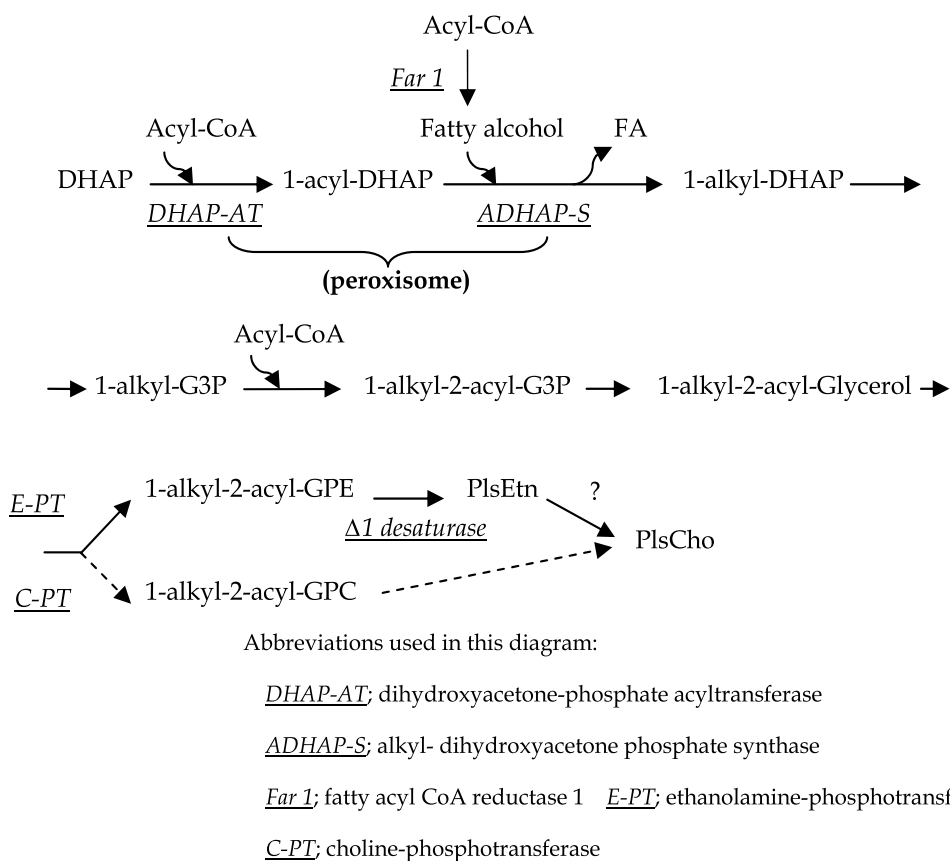 Acyl-CoA
Far 1
Acyl-CoA Fatty alcohol FA
DHAP 1-acyl-DHAP 1-alkyl-DHAP
DHAP-AT ADHAP-S
(peroxisome)
Acyl-CoA
1-alkyl-G3P 1-alkyl-2-acyl-G3P 1-alkyl-2-acyl-Glycerol
E-PT 1-alkyl-2-acyl-GPE PlsEtn ?
Δ1 desaturase
PlsCho
C-PT 1-alkyl-2-acyl-GPC
Abbreviations used in this diagram:
DHAP-AT; dihydroxyacetone-phosphate acyltransferase
ADHAP-S; alkyl- dihydroxyacetone phosphate synthase
Far 1; fatty acyl CoA reductase 1 E-PT; ethanolamine-phosphotransf
C-PT; choline-phosphotransferase